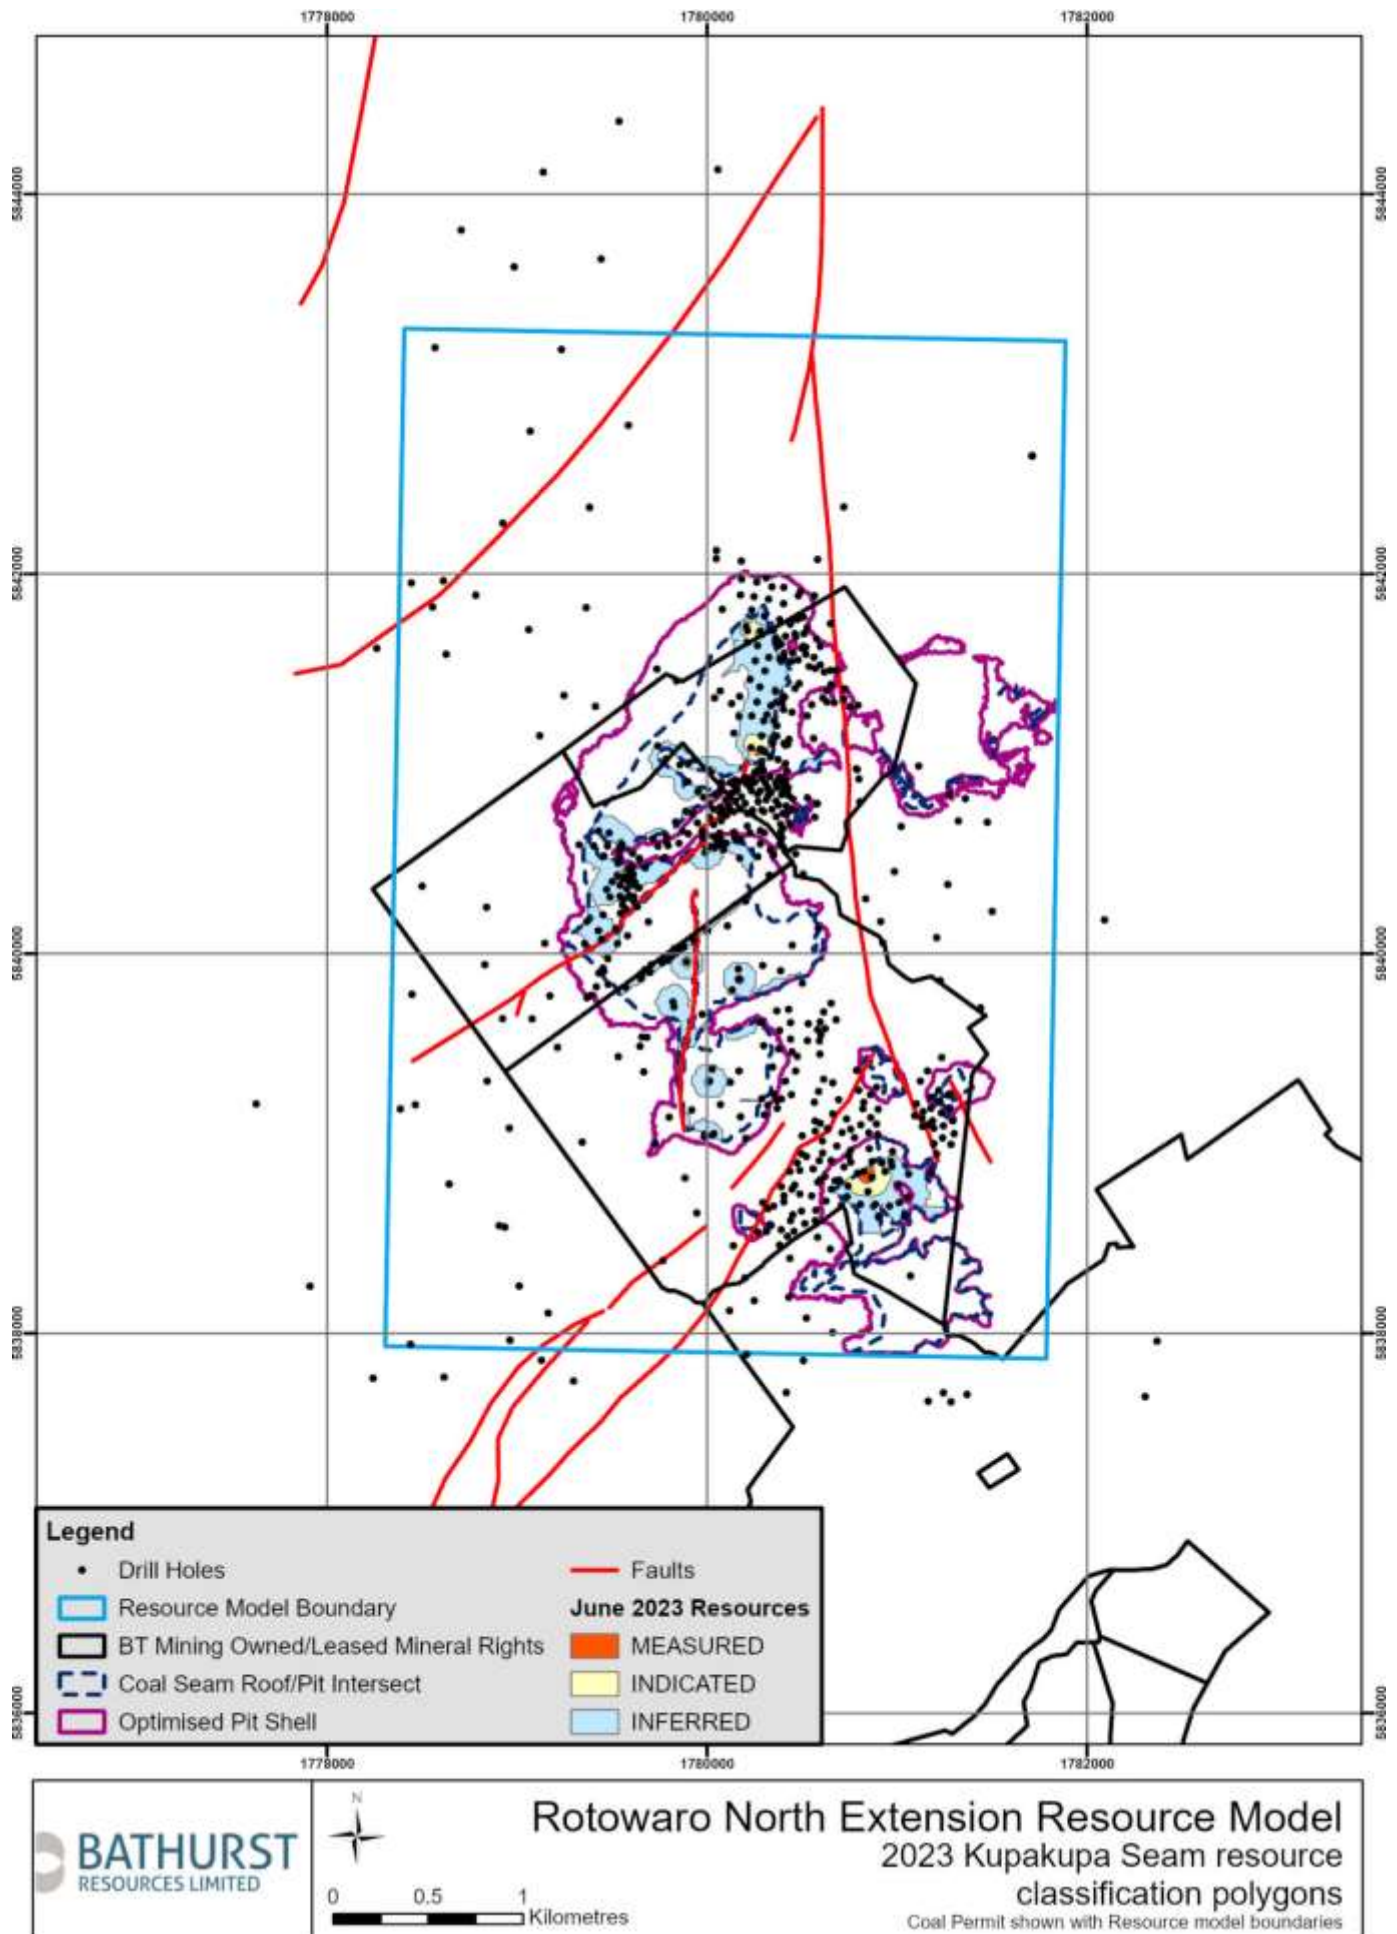 1778000 1780000 1782000
5844000 5844000
5842000 5842000
5840000 5840000
5838000 5838000
5836000 5836000
Legend
Drill Holes
Resource Model Boundary
BT Mining Owned/Leased Mineral Rights
Coal Seam Roof/Pit Intersect
Optimised Pit Shell
Faults
June 2023 Resources
MEASURED
INDICATED
INFERRED
1778000 1780000 1782000
BATHURST
RESOURCES LIMITED
N
0 0.5 1
Kilometres
Rotowaro North Extension Resource Model
2023 Kupakupa Seam resource
classification polygons
Coal Permit shown with Resource model boundaries